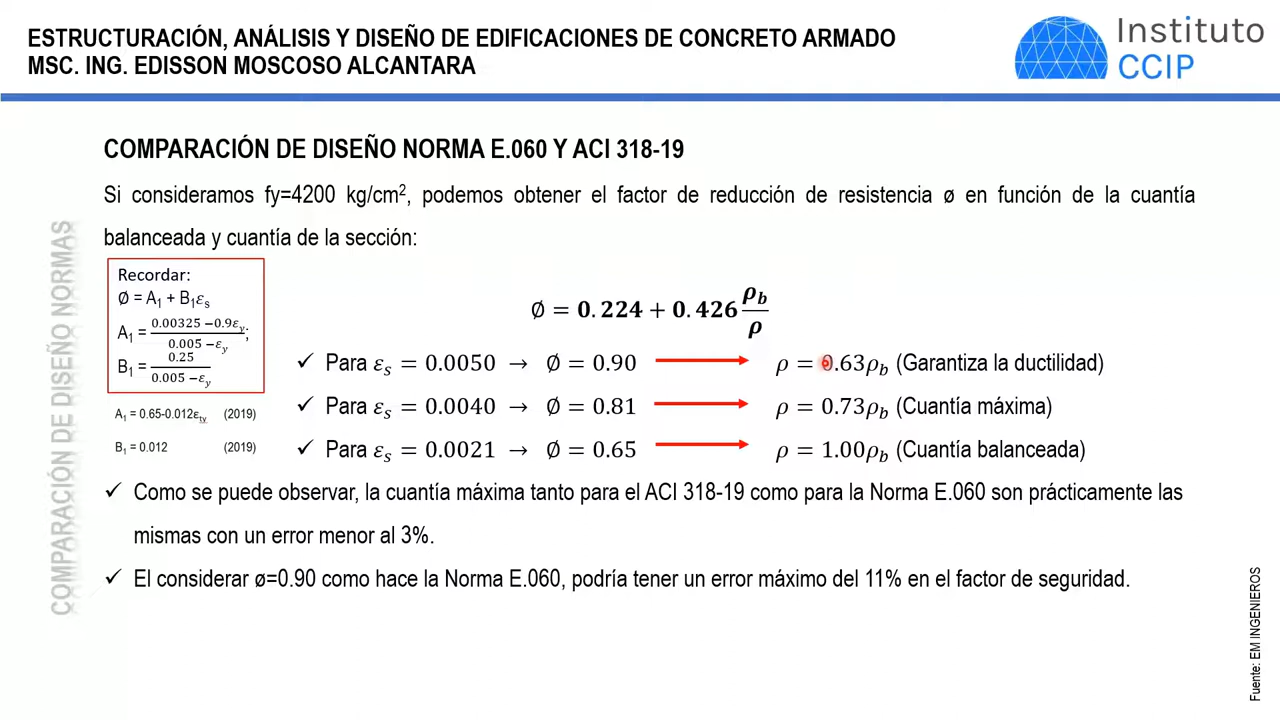 ESTRUCTURACIÓN, ANÁLISIS Y DISEÑO DE EDIFICACIONES DE CONCRETO ARMADO
MSC. ING. EDISSON MOSCOSO ALCANTARA
Instituto
CCIP
COMPARACIÓN DE DISEÑO NORMA E.060 Y ACI 318-19
Si consideramos fy=4200 kg/cm², podemos obtener el factor de reducción de resistencia ø en función de la cuantía
balanceada y cuantía de la sección:
COMPARACIÓN DE DISEÑO NORMAS
Recordar:
Ø = A₁ + B₁εₛ
A₁ = (0.00325 −0.9ε_y)/(0.005 −ε_y);
B₁ = 0.25/(0.005 −ε_y)
A₁ = 0.65-0.012ε_ty (2019)
B₁ = 0.012 (2019)
∅ = 0.224 + 0.426 ρ_b/ρ
✓ Para εₛ = 0.0050 → ∅ = 0.90 ρ = 0.63ρ_b (Garantiza la ductilidad)
✓ Para εₛ = 0.0040 → ∅ = 0.81 ρ = 0.73ρ_b (Cuantía máxima)
✓ Para εₛ = 0.0021 → ∅ = 0.65 ρ = 1.00ρ_b (Cuantía balanceada)
✓ Como se puede observar, la cuantía máxima tanto para el ACI 318-19 como para la Norma E.060 son prácticamente las
mismas con un error menor al 3%.
✓ El considerar ø=0.90 como hace la Norma E.060, podría tener un error máximo del 11% en el factor de seguridad.
Fuente: EM INGENIEROS